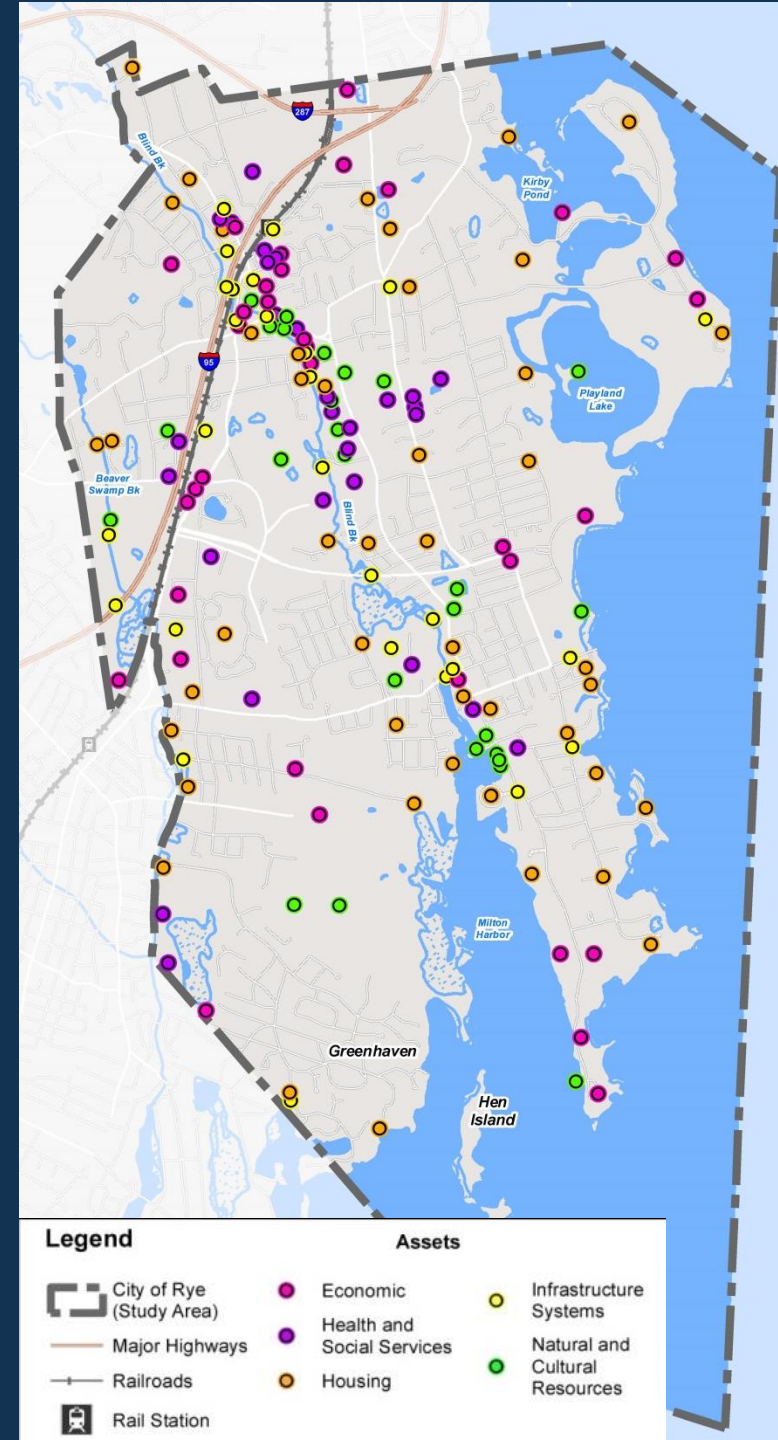 287
Blind Bk
Kirby
Pond
95
Playland
Lake
Beaver
Swamp Bk
Blind Bk
Milton
Harbor
Greenhaven
Hen
Island
Legend
Assets
City of Rye
(Study Area)
Major Highways
Railroads
Rail Station
Economic
Health and
Social Services
Housing
Infrastructure
Systems
Natural and
Cultural
Resources